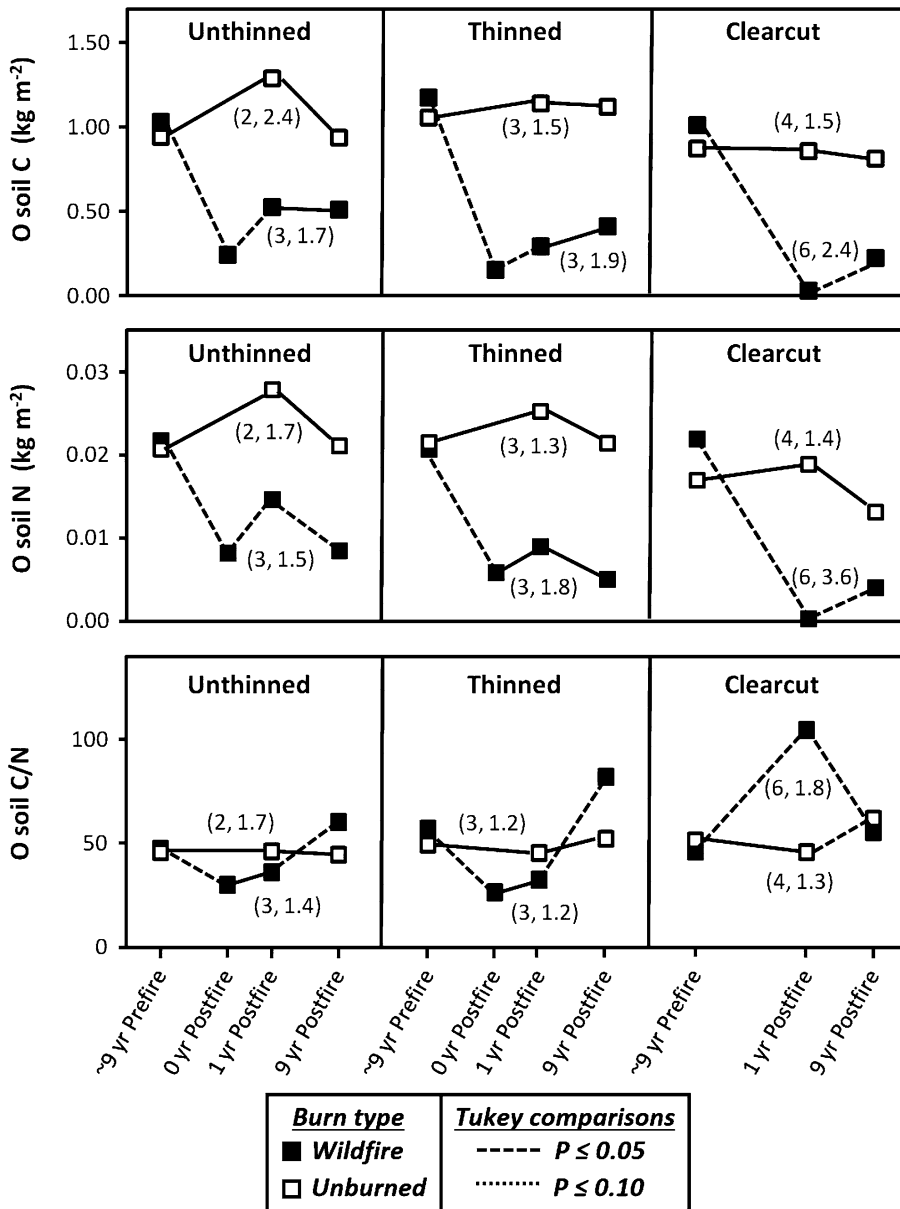 Unthinned Thinned Clearcut
O soil C (kg m⁻²)
1.50
1.00
0.50
0.00
(2, 2.4)
(3, 1.7)
(3, 1.5)
(3, 1.9)
(4, 1.5)
(6, 2.4)
Unthinned Thinned Clearcut
O soil N (kg m⁻²)
0.03
0.02
0.01
0.00
(2, 1.7)
(3, 1.5)
(3, 1.3)
(3, 1.8)
(4, 1.4)
(6, 3.6)
Unthinned Thinned Clearcut
O soil C/N
100
50
0
(2, 1.7)
(3, 1.4)
(3, 1.2)
(3, 1.2)
(6, 1.8)
(4, 1.3)
~9 yr Prefire
0 yr Postfire
1 yr Postfire
9 yr Postfire
~9 yr Prefire
0 yr Postfire
1 yr Postfire
9 yr Postfire
~9 yr Prefire
1 yr Postfire
9 yr Postfire
Burn type
Wildfire
Unburned
Tukey comparisons
P ≤ 0.05
P ≤ 0.10